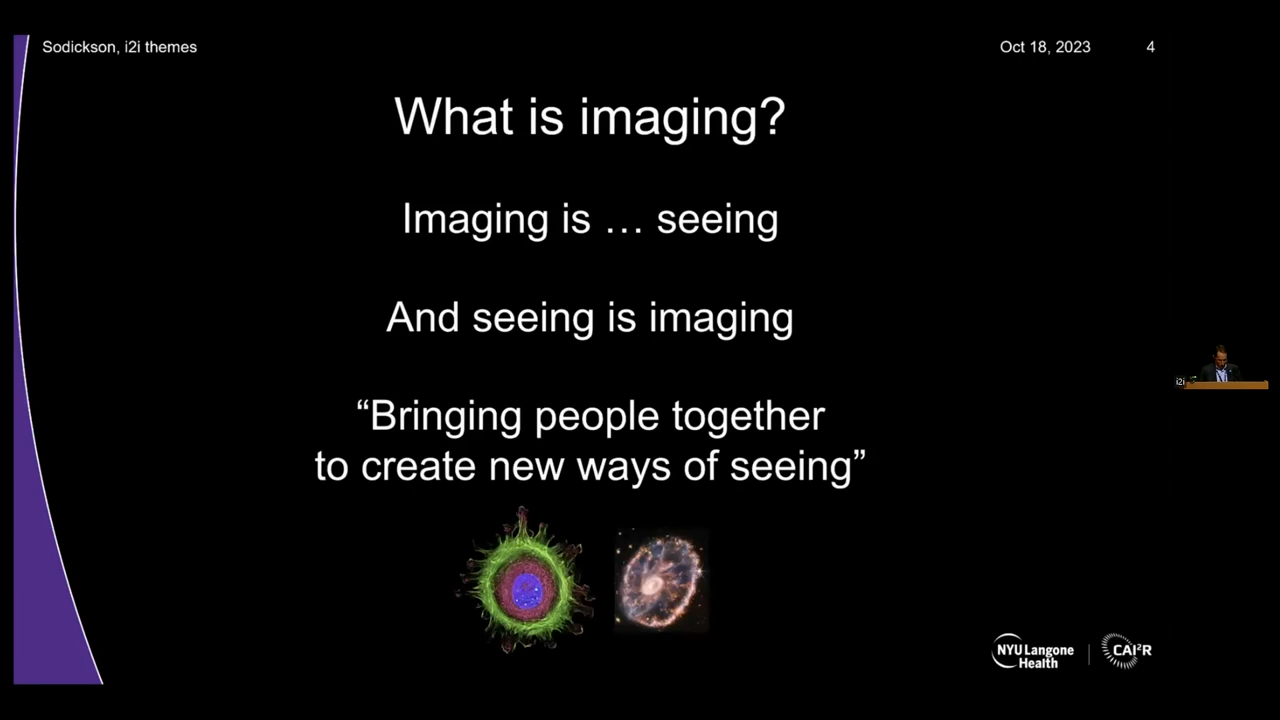 Sodickson, i2i themes
Oct 18, 2023
4
What is imaging?
Imaging is … seeing
And seeing is imaging
“Bringing people together
to create new ways of seeing”
i2i
NYU Langone
Health
CAI²R